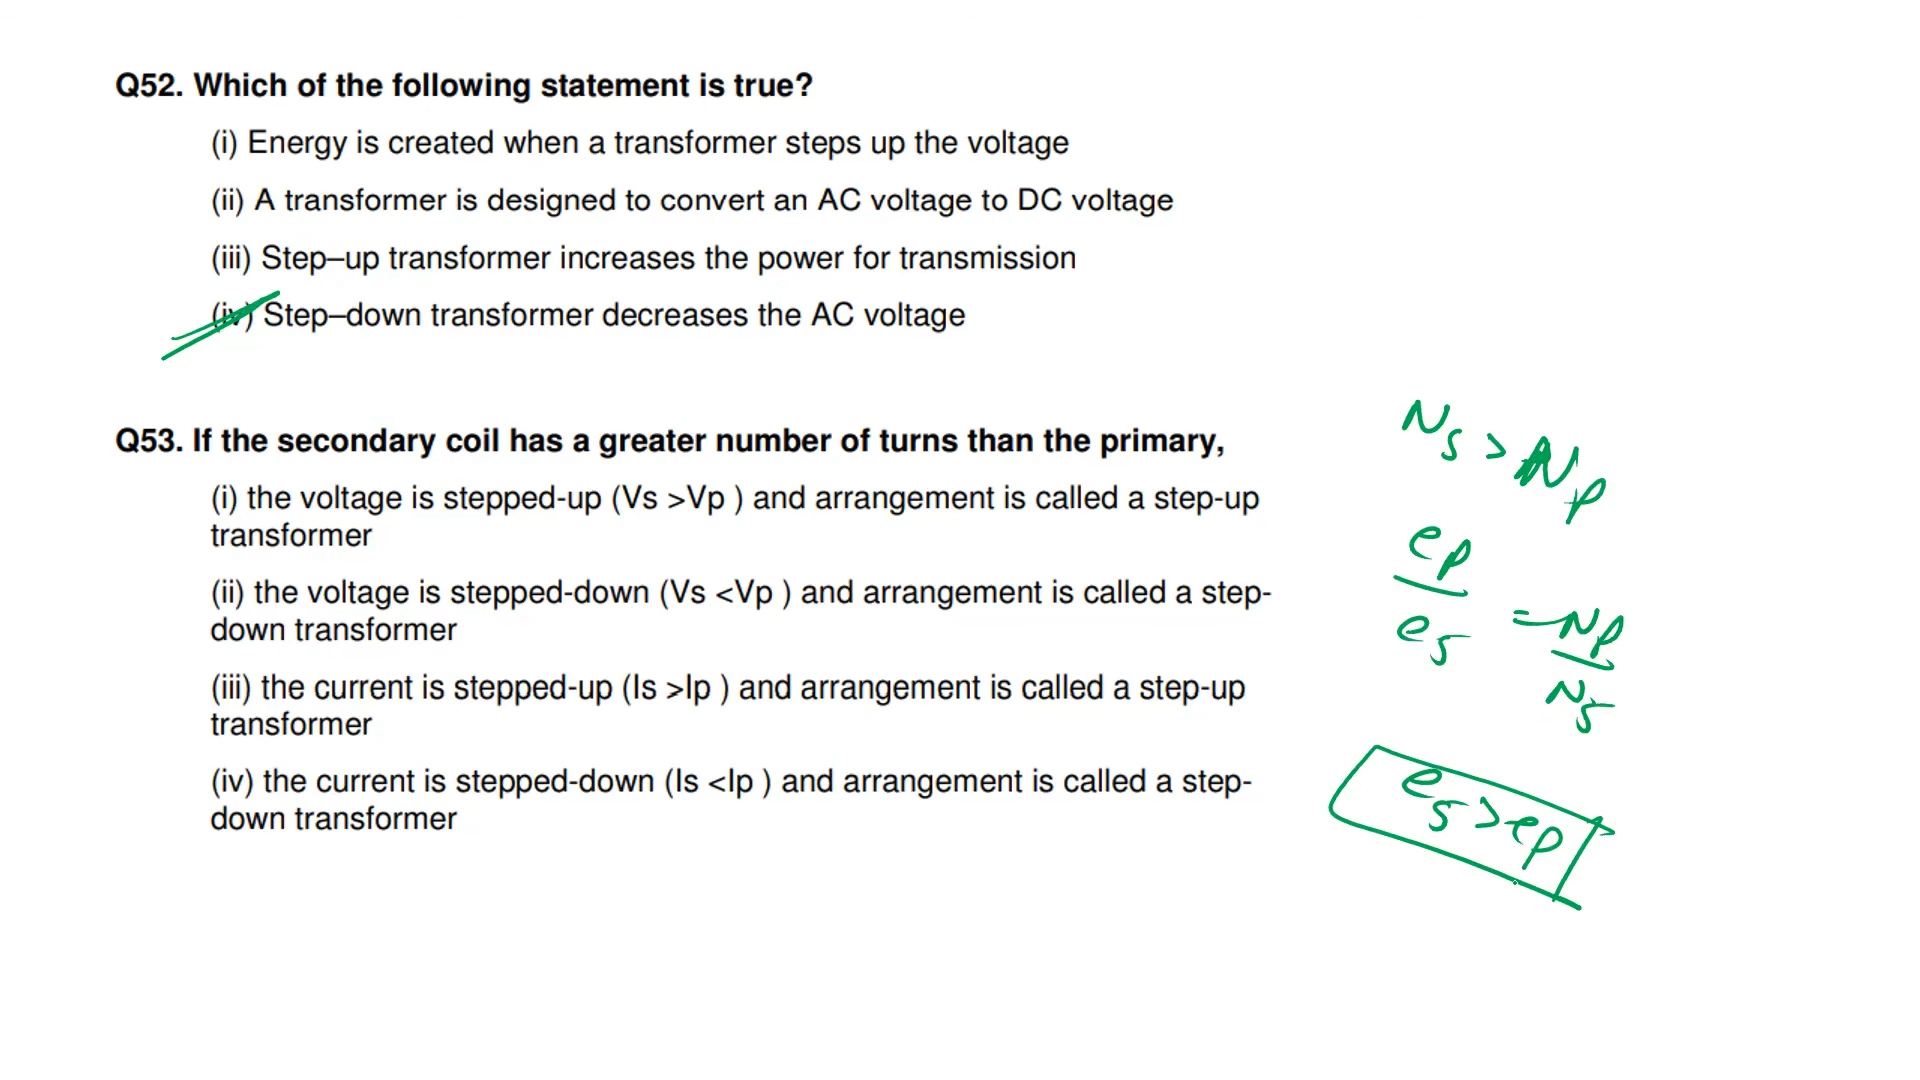 Q52. Which of the following statement is true?
(i) Energy is created when a transformer steps up the voltage
(ii) A transformer is designed to convert an AC voltage to DC voltage
(iii) Step–up transformer increases the power for transmission
(iv) Step–down transformer decreases the AC voltage
Q53. If the secondary coil has a greater number of turns than the primary,
(i) the voltage is stepped-up (Vs >Vp ) and arrangement is called a step-up
transformer
(ii) the voltage is stepped-down (Vs <Vp ) and arrangement is called a step-
down transformer
(iii) the current is stepped-up (Is >Ip ) and arrangement is called a step-up
transformer
(iv) the current is stepped-down (Is <Ip ) and arrangement is called a step-
down transformer
Ns > Np
ep
es
= Np
Ns
es > ep